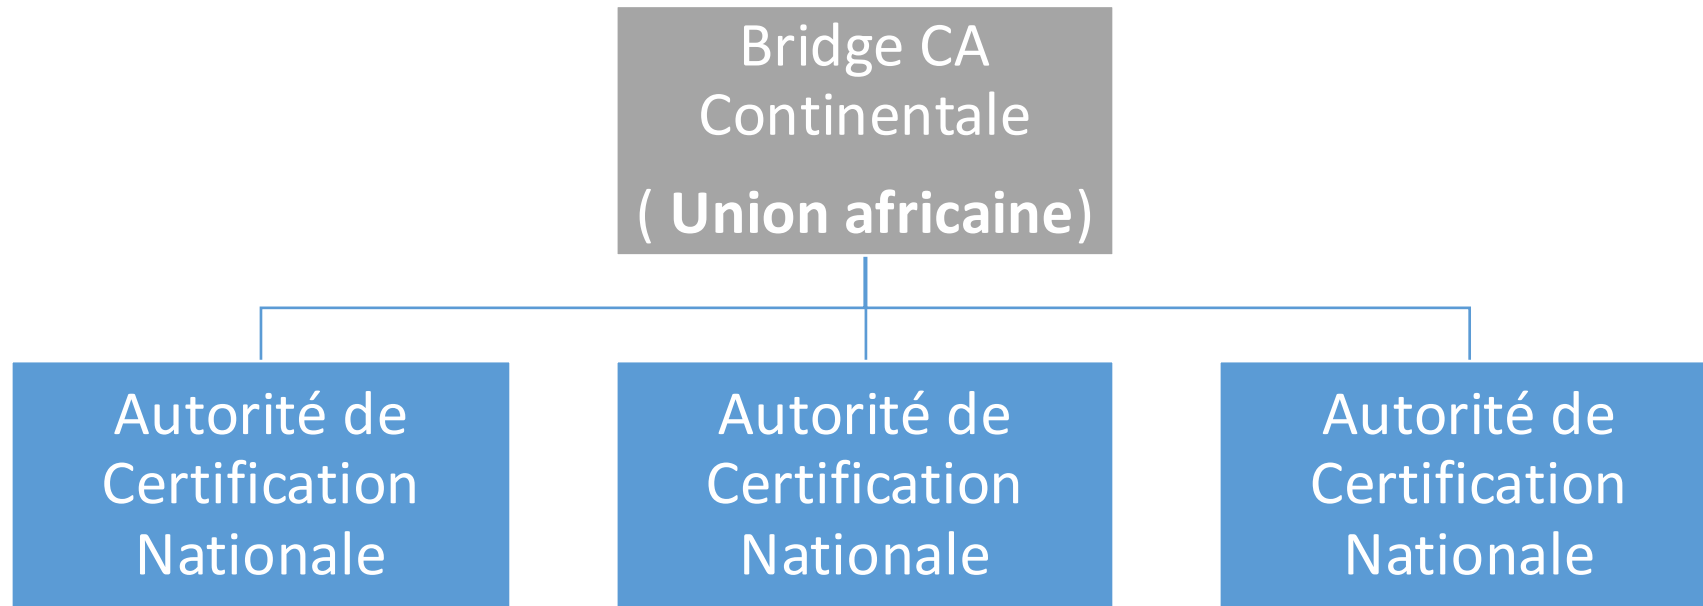 Bridge CA
Continentale
( Union africaine)
Autorité de
Certification
Nationale
Autorité de
Certification
Nationale
Autorité de
Certification
Nationale